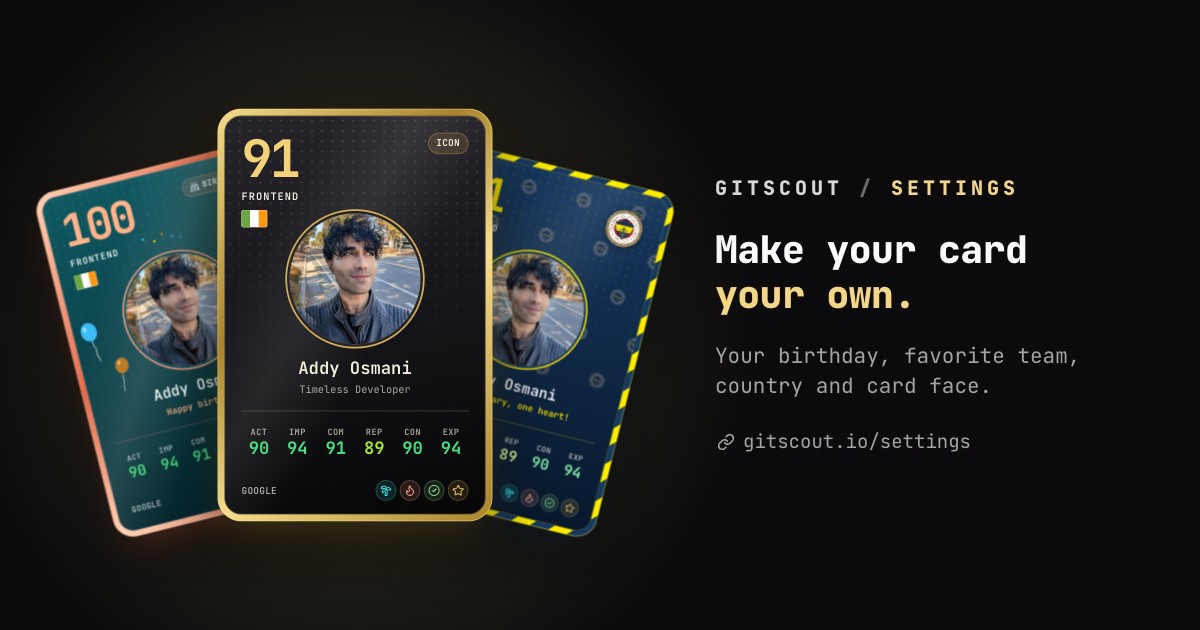 100
FRONTEND
Addy
Happy
ACT IMP COM
90 94 91
GOOGLE
91
ICON
FRONTEND
Addy Osmani
Timeless Developer
ACT IMP COM REP CON EXP
90 94 91 89 90 94
GOOGLE
Osmani
one heart!
REP CON EXP
89 90 94
GITSCOUT / SETTINGS
Make your card
your own.
Your birthday, favorite team,
country and card face.
gitscout.io/settings